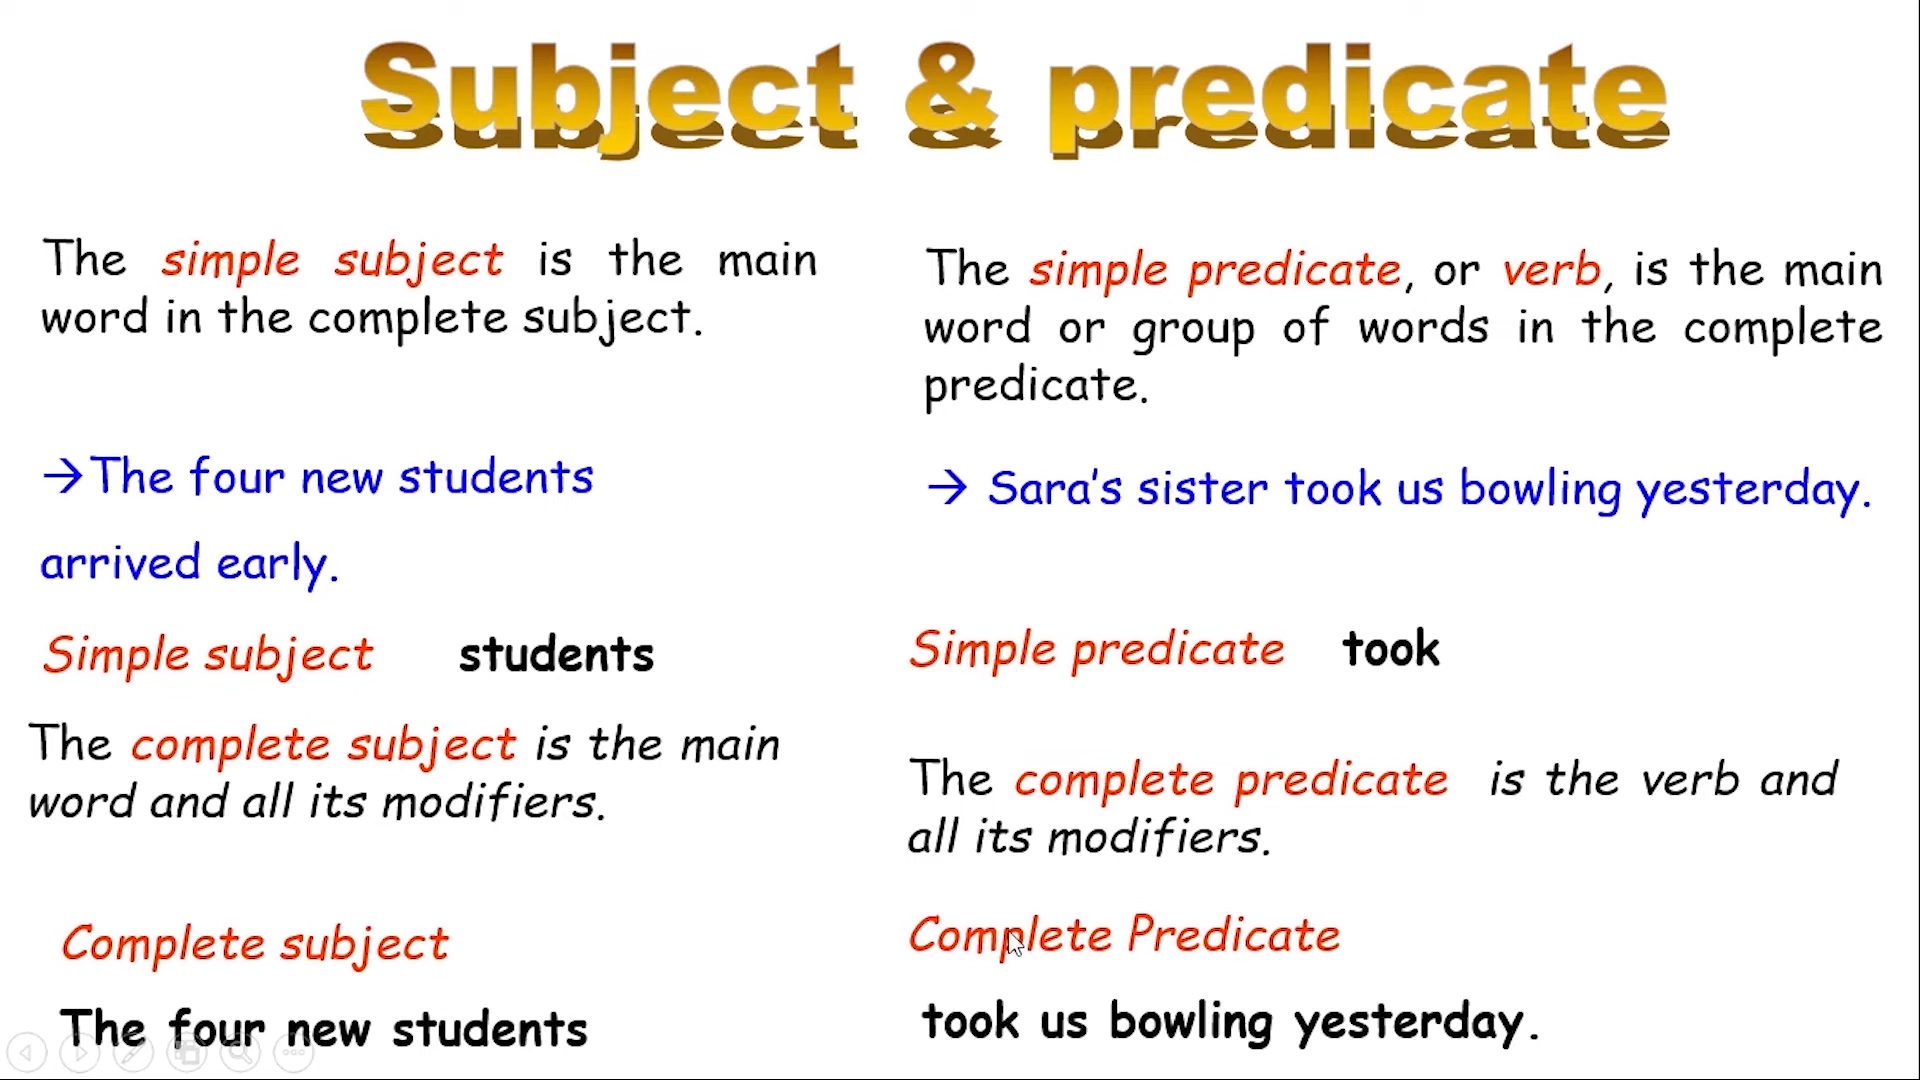 Subject & predicate
The simple subject is the main
word in the complete subject.
→The four new students
arrived early.
Simple subject students
The complete subject is the main
word and all its modifiers.
Complete subject
The four new students
The simple predicate, or verb, is the main
word or group of words in the complete
predicate.
→ Sara's sister took us bowling yesterday.
Simple predicate took
The complete predicate is the verb and
all its modifiers.
Complete Predicate
took us bowling yesterday.